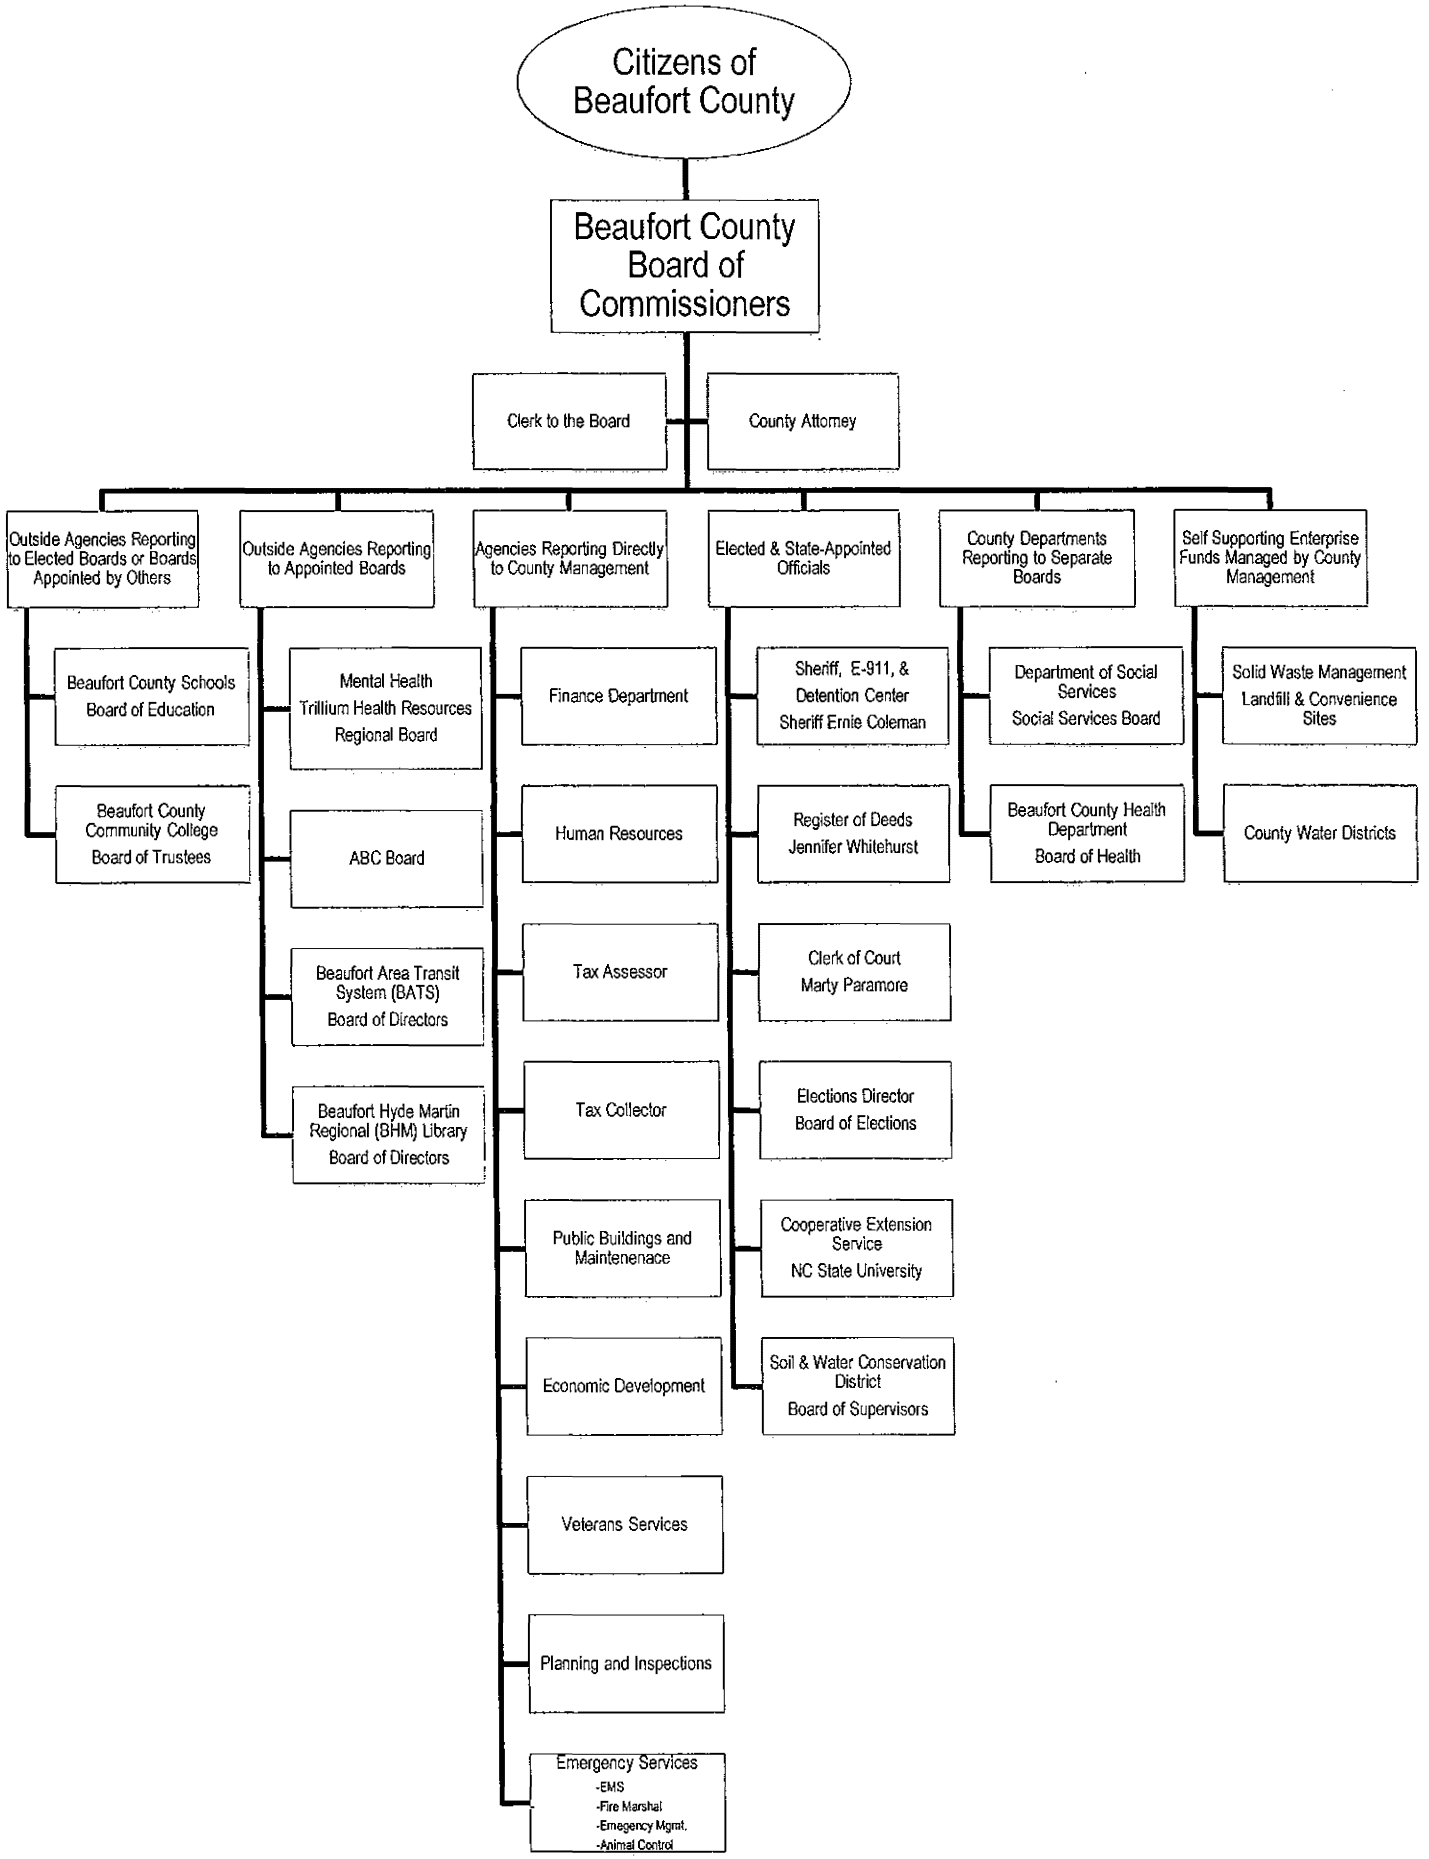 Citizens of
Beaufort County
Beaufort County
Board of
Commissioners
Clerk to the Board
County Attorney
Outside Agencies Reporting
to Elected Boards or Boards
Appointed by Others
Outside Agencies Reporting
to Appointed Boards
Agencies Reporting Directly
to County Management
Elected & State-Appointed
Officials
County Departments
Reporting to Separate
Boards
Self Supporting Enterprise
Funds Managed by County
Management
Beaufort County Schools
Board of Education
Beaufort County
Community College
Board of Trustees
Mental Health
Trillium Health Resources
Regional Board
ABC Board
Beaufort Area Transit
System (BATS)
Board of Directors
Beaufort Hyde Martin
Regional (BHM) Library
Board of Directors
Finance Department
Human Resources
Tax Assessor
Tax Collector
Public Buildings and
Maintenenace
Economic Development
Veterans Services
Planning and Inspections
Emergency Services
-EMS
-Fire Marshal
-Emegency Mgmt.
-Animal Control
Sheriff, E-911, &
Detention Center
Sheriff Ernie Coleman
Register of Deeds
Jennifer Whitehurst
Clerk of Court
Marty Paramore
Elections Director
Board of Elections
Cooperative Extension
Service
NC State University
Soil & Water Conservation
District
Board of Supervisors
Department of Social
Services
Social Services Board
Beaufort County Health
Department
Board of Health
Solid Waste Management
Landfill & Convenience
Sites
County Water Districts